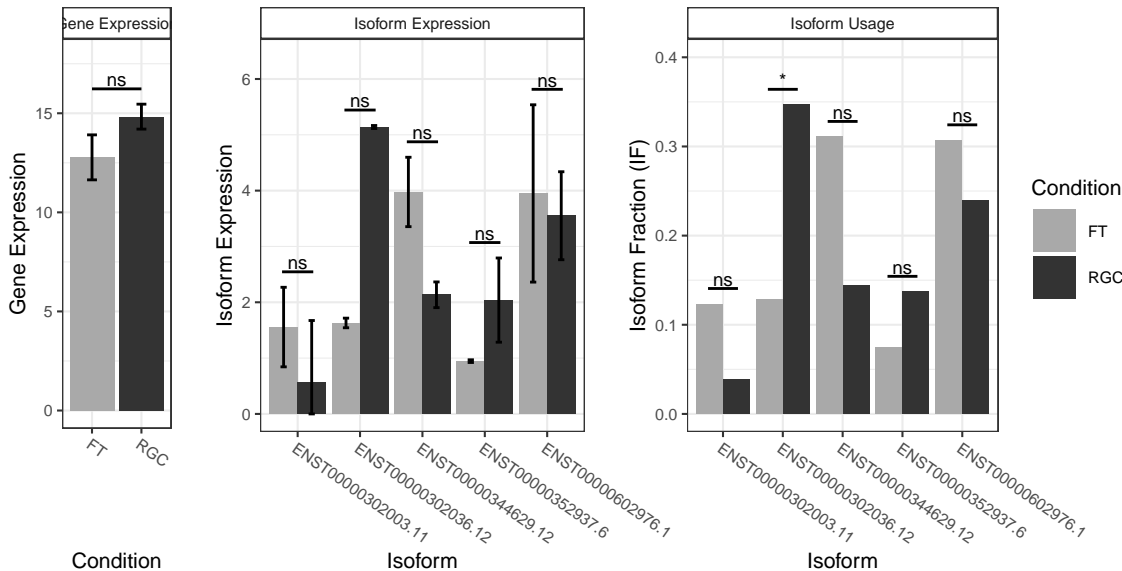 Gene Expression
Isoform Expression
Isoform Usage
Gene Expression
15
10
5
0
ns
FT
RGC
Condition
Isoform Expression
6
4
2
0
ns
ns
ns
ns
ns
ENST00000302003.11
ENST00000302036.12
ENST00000344629.12
ENST00000352937.6
ENST00000602976.1
Isoform
Isoform Fraction (IF)
0.4
0.3
0.2
0.1
0.0
ns
*
ns
ns
ns
ENST00000302003.11
ENST00000302036.12
ENST00000344629.12
ENST00000352937.6
ENST00000602976.1
Isoform
Condition
FT
RGC